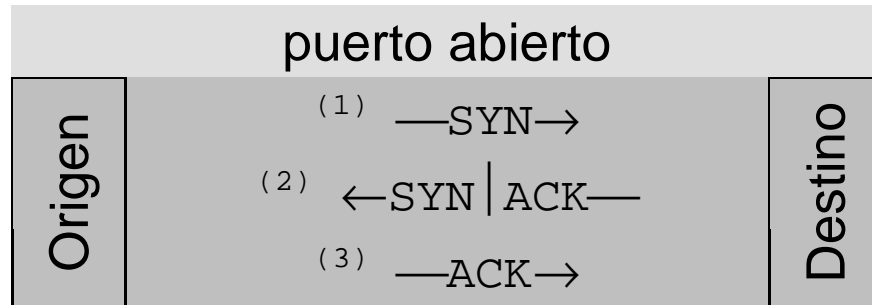 puerto abierto
Origen
(1) —SYN→
(2) ←SYN|ACK—
(3) —ACK→
Destino